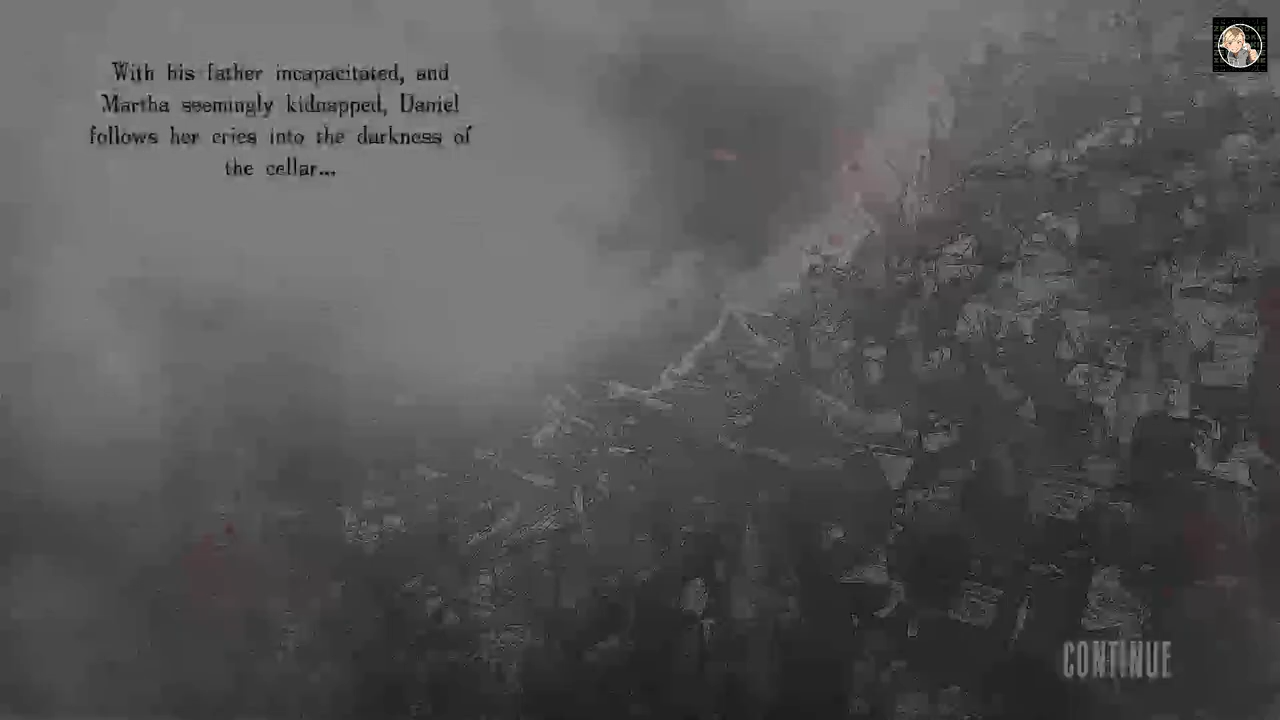 With his father incapacitated, and
Martha seemingly kidnapped, Daniel
follows her cries into the darkness of
the cellar...
CONTINUE